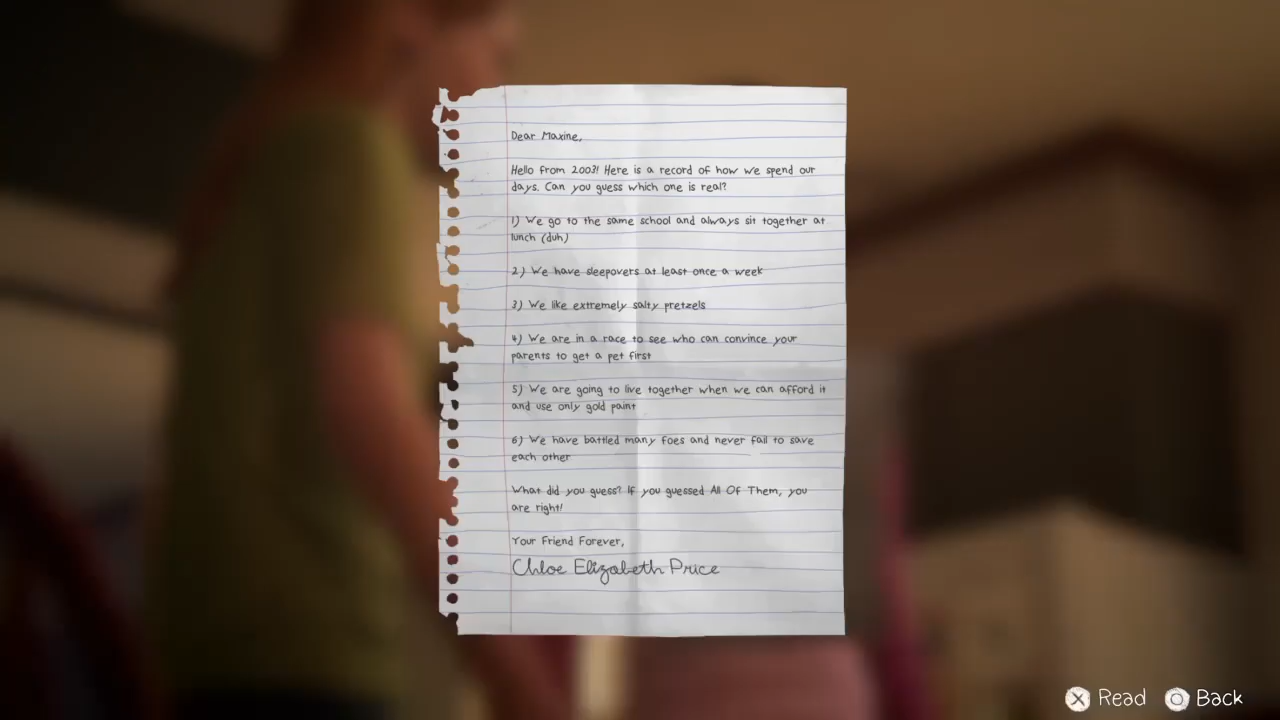 Dear Maxine,
Hello from 2003! Here is a record of how we spend our
days. Can you guess which one is real?
1) We go to the same school and always sit together at
lunch (duh)
2) We have sleepovers at least once a week
3) We like extremely salty pretzels
4) We are in a race to see who can convince your
parents to get a pet first
5) We are going to live together when we can afford it
and use only gold paint
6) We have battled many foes and never fail to save
each other
What did you guess? If you guessed All Of Them, you
are right!
Your Friend Forever,
Chloe Elizabeth Price
Read Back